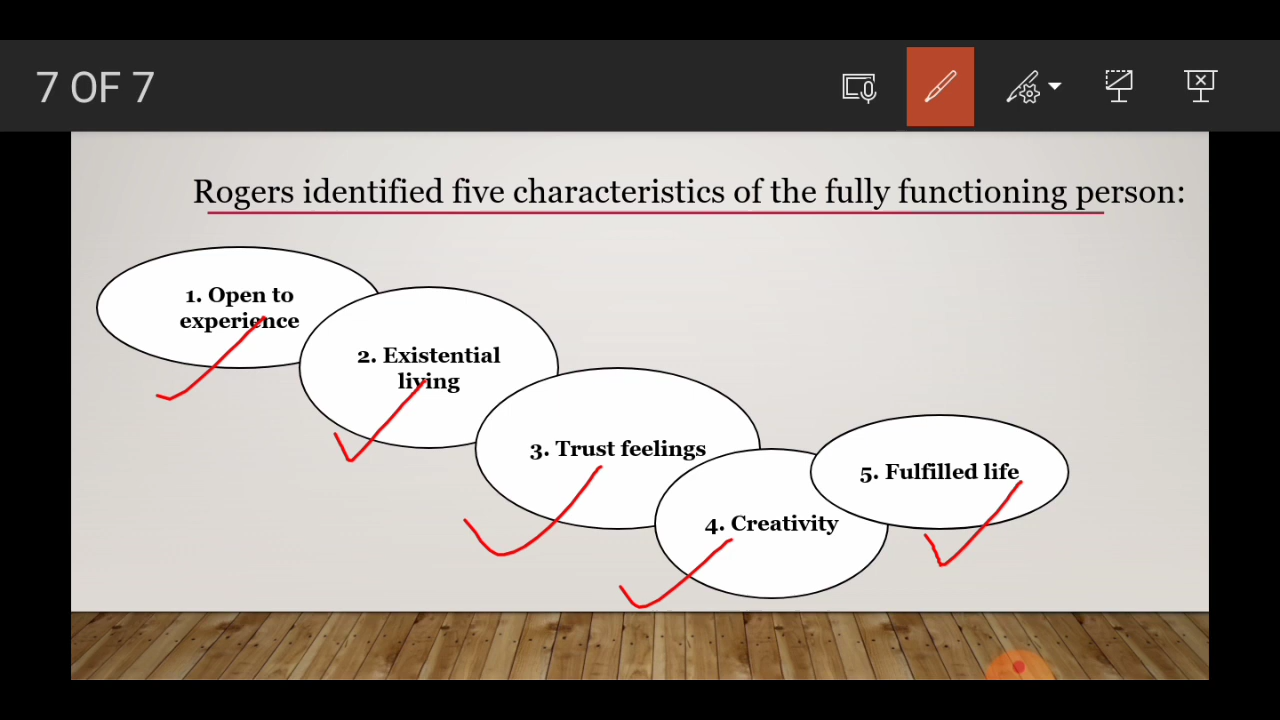 7 OF 7
Rogers identified five characteristics of the fully functioning person:
1. Open to
experience
2. Existential
living
3. Trust feelings
4. Creativity
5. Fulfilled life